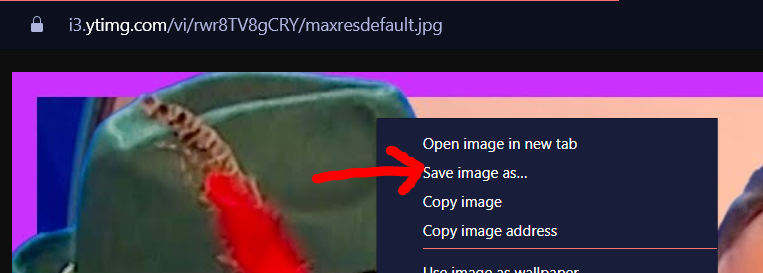 i3.ytimg.com/vi/rwr8TV8gCRY/maxresdefault.jpg
Open image in new tab
Save image as...
Copy image
Copy image address
Use image as wallpaper